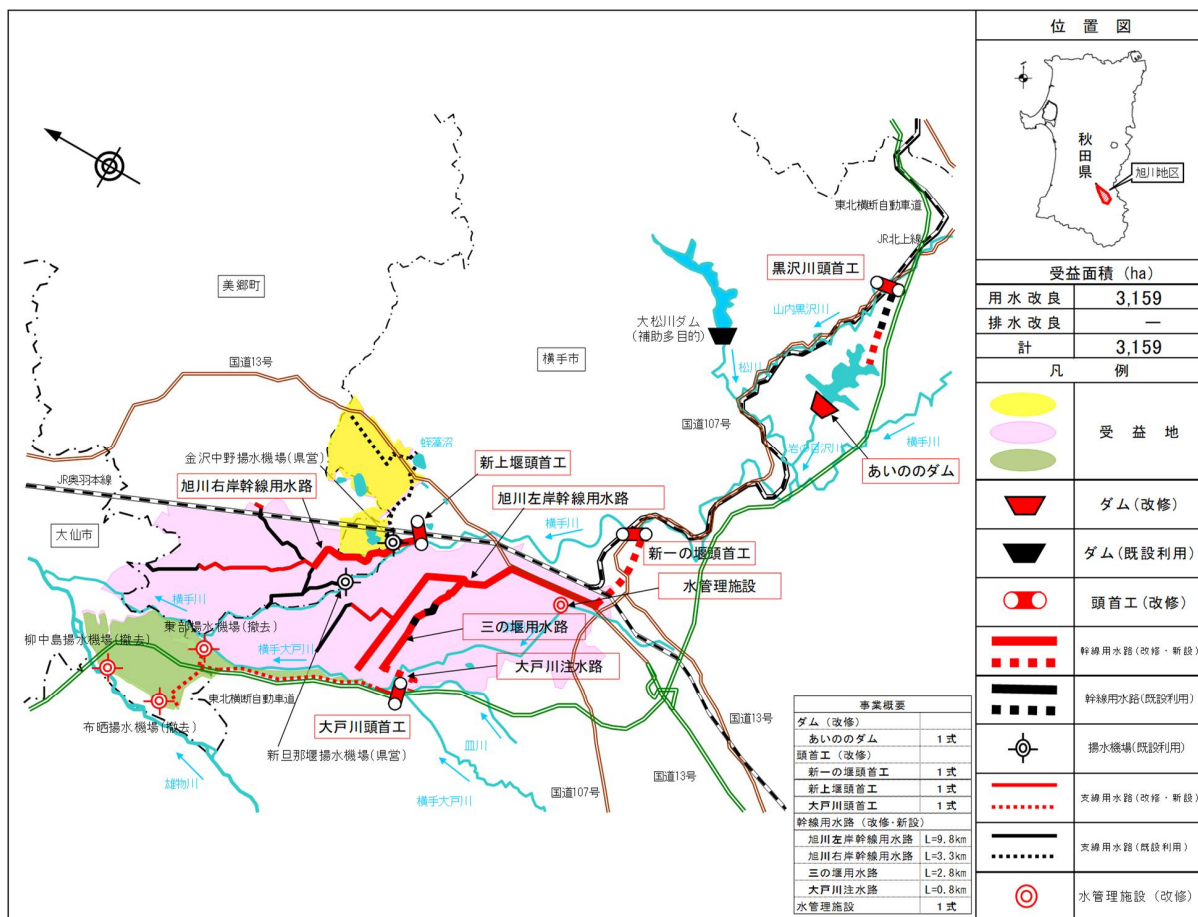 位置図
秋田県
旭川地区
受益面積（ha）
用水改良 3,159
排水改良 ―
計 3,159
凡例
受益地
ダム（改修）
ダム（既設利用）
頭首工（改修）
幹線用水路（改修・新設）
幹線用水路（既設利用）
揚水機場（既設利用）
支線用水路（改修・新設）
支線用水路（既設利用）
水管理施設（改修）
東北横断自動車道
JR北上線
黒沢川頭首工
美郷町
大松川ダム
（補助多目的）
山内黒沢川
横手市
松川
国道13号
国道107号
岩の目沢川
横手川
あいののダム
蛭藻沼
金沢中野揚水機場（県営）
新上堰頭首工
JR奥羽本線
旭川右岸幹線用水路
旭川左岸幹線用水路
大仙市
横手川
新一の堰頭首工
水管理施設
横手川
東部揚水機場（撤去）
三の堰用水路
柳中島揚水機場（撤去）
横手大戸川
大戸川注水路
東北横断自動車道
大戸川頭首工
布晒揚水機場（撤去）
新旦那堰揚水機場（県営）
皿川
国道13号
雄物川
横手大戸川
国道107号
国道13号
事業概要
ダム（改修）
あいののダム 1式
頭首工（改修）
新一の堰頭首工 1式
新上堰頭首工 1式
大戸川頭首工 1式
幹線用水路（改修・新設）
旭川左岸幹線用水路 L=9.8km
旭川右岸幹線用水路 L=3.3km
三の堰用水路 L=2.8km
大戸川注水路 L=0.8km
水管理施設 1式